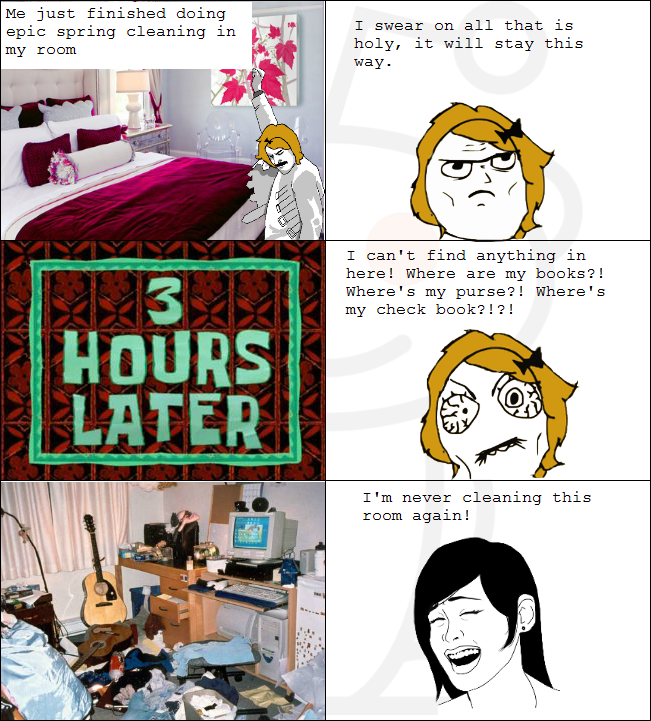 Me just finished doing
epic spring cleaning in
my room
I swear on all that is
holy, it will stay this
way.
3
HOURS
LATER
I can't find anything in
here! Where are my books?!
Where's my purse?! Where's
my check book?!?!
I'm never cleaning this
room again!